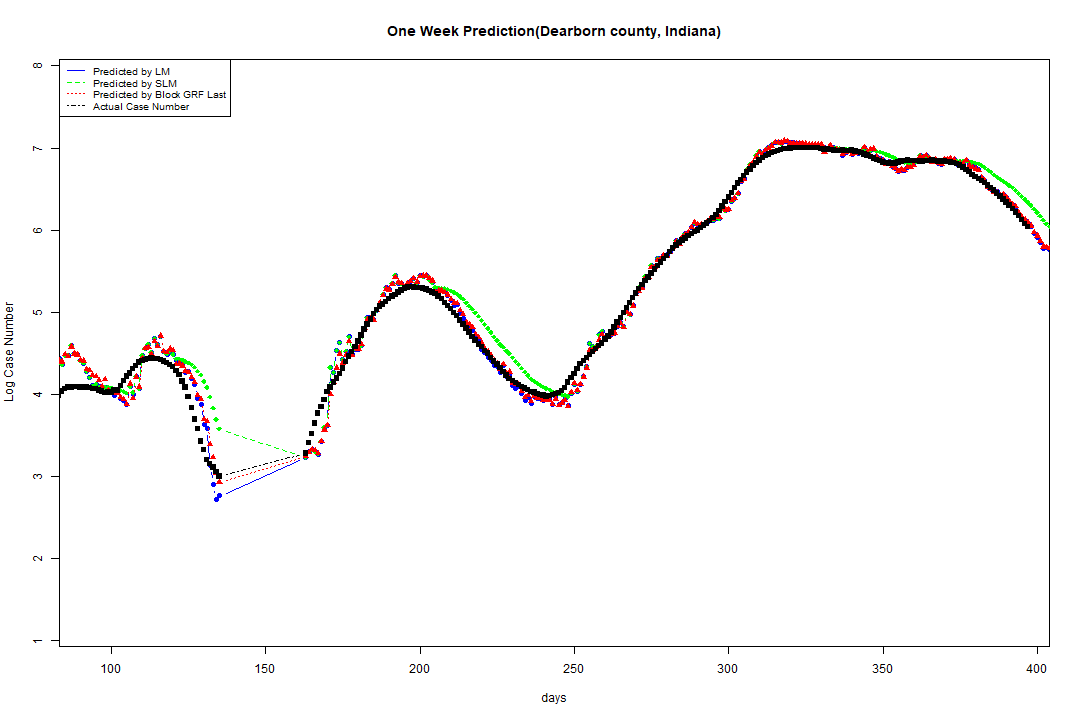 One Week Prediction(Dearborn county, Indiana)
Predicted by LM
Predicted by SLM
Predicted by Block GRF Last
Actual Case Number
8
7
6
5
4
3
2
1
Log Case Number
100 150 200 250 300 350 400
days